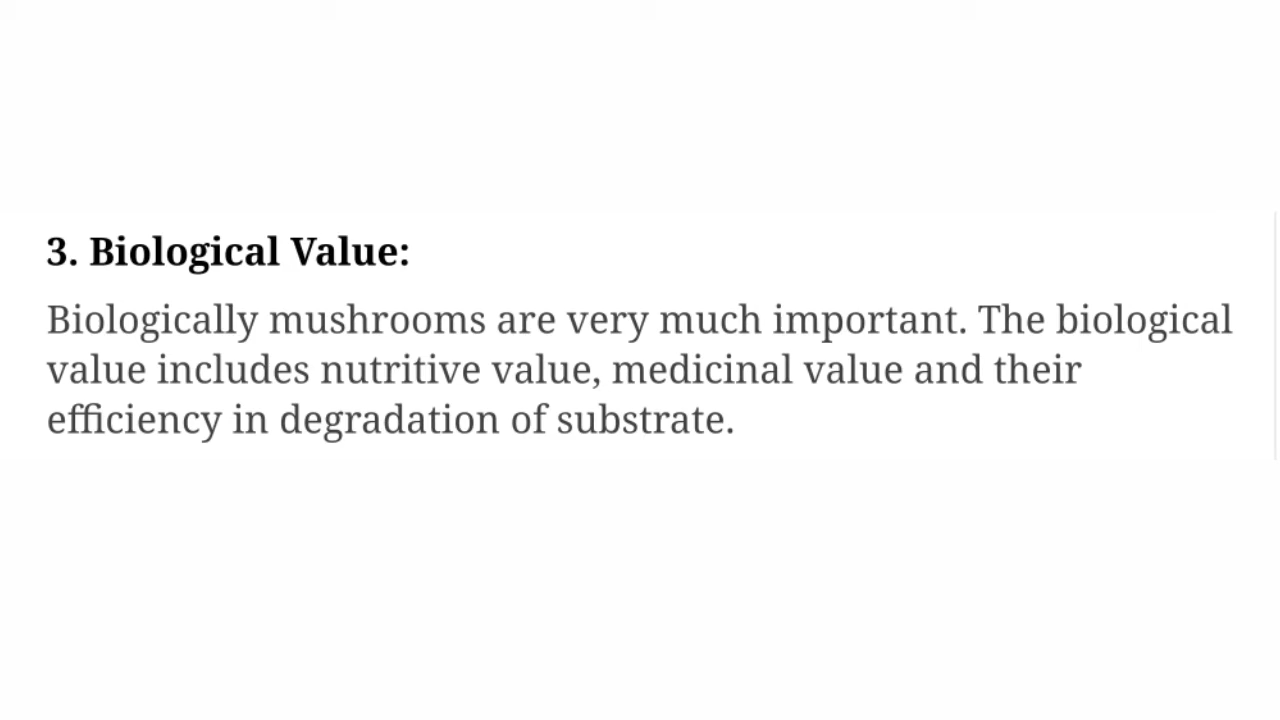 3. Biological Value:
Biologically mushrooms are very much important. The biological
value includes nutritive value, medicinal value and their
efficiency in degradation of substrate.